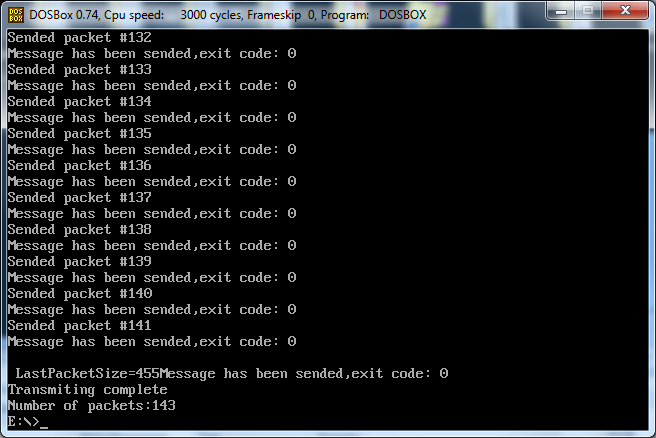 DOS
BOX
DOSBox 0.74, Cpu speed: 3000 cycles, Frameskip 0, Program: DOSBOX
Sended packet #132
Message has been sended,exit code: 0
Sended packet #133
Message has been sended,exit code: 0
Sended packet #134
Message has been sended,exit code: 0
Sended packet #135
Message has been sended,exit code: 0
Sended packet #136
Message has been sended,exit code: 0
Sended packet #137
Message has been sended,exit code: 0
Sended packet #138
Message has been sended,exit code: 0
Sended packet #139
Message has been sended,exit code: 0
Sended packet #140
Message has been sended,exit code: 0
Sended packet #141
Message has been sended,exit code: 0
LastPacketSize=455Message has been sended,exit code: 0
Transmiting complete
Number of packets:143
E:\>_